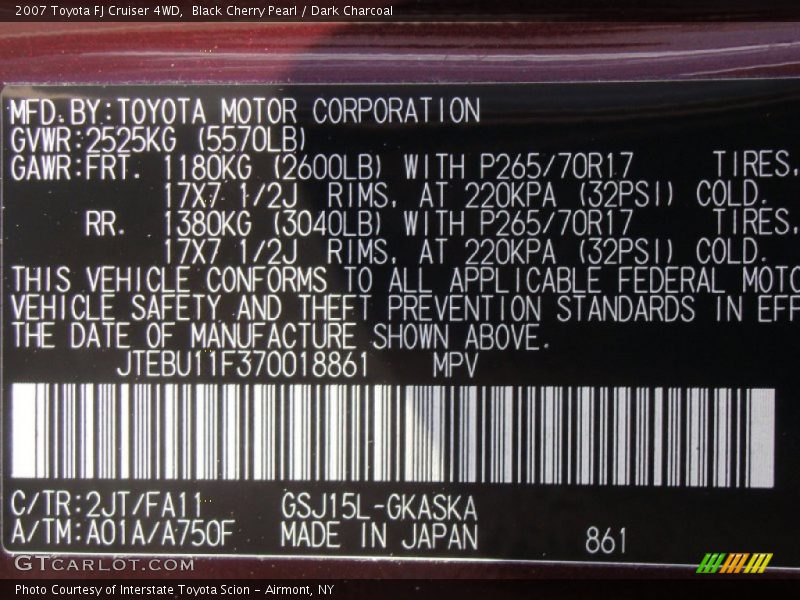 2007 Toyota FJ Cruiser 4WD, Black Cherry Pearl / Dark Charcoal
MFD.BY:TOYOTA MOTOR CORPORATION
GVWR:2525KG (5570LB)
GAWR:FRT. 1180KG (2600LB) WITH P265/70R17 TIRES,
17X7 1/2J RIMS, AT 220KPA (32PSI) COLD.
RR. 1380KG (3040LB) WITH P265/70R17 TIRES,
17X7 1/2J RIMS, AT 220KPA (32PSI) COLD.
THIS VEHICLE CONFORMS TO ALL APPLICABLE FEDERAL MOTO
VEHICLE SAFETY AND THEFT PREVENTION STANDARDS IN EFF
THE DATE OF MANUFACTURE SHOWN ABOVE.
JTEBU11F370018861 MPV
C/TR:2JT/FA11 GSJ15L-GKASKA
A/TM:A01A/A750F MADE IN JAPAN 861
GTCARLOT.COM
Photo Courtesy of Interstate Toyota Scion - Airmont, NY